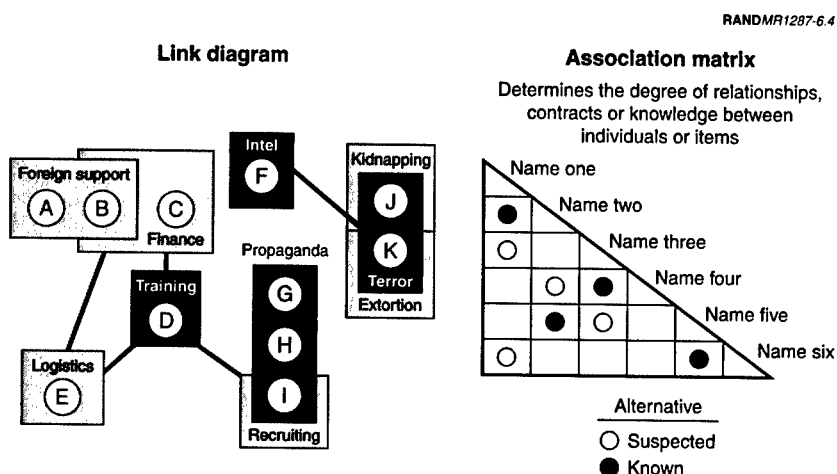 RANDMR1287-6.4
Link diagram
Intel
F
Kidnapping
Foreign support
A B C
Finance
J
K
Terror
Extortion
Propaganda
G
H
I
Recruiting
Training
D
Logistics
E
Association matrix
Determines the degree of relationships,
contracts or knowledge between
individuals or items
Name one
Name two
Name three
Name four
Name five
Name six
Alternative
Suspected
Known